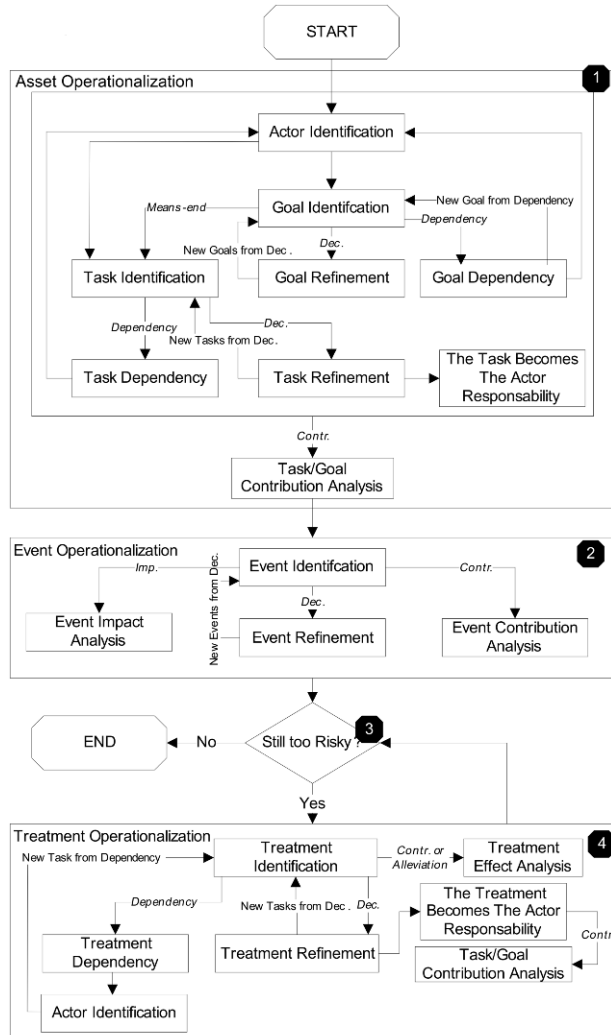 START
Asset Operationalization
1
Actor Identification
Means-end
Goal Identifcation
New Goal from Dependency
Dependency
Dec.
New Goals from Dec.
Task Identification
Goal Refinement
Goal Dependency
Dependency
Dec.
New Tasks from Dec.
Task Dependency
Task Refinement
The Task Becomes
The Actor
Responsability
Contr.
Task/Goal
Contribution Analysis
Event Operationalization
2
Imp.
Event Identifcation
Contr.
New Events from Dec.
Dec.
Event Impact
Analysis
Event Refinement
Event Contribution
Analysis
END
No
Still too Risky?
3
Yes
Treatment Operationalization
4
New Task from Dependency
Treatment
Identification
Contr. or
Alleviation
Treatment
Effect Analysis
Dependency
New Tasks from Dec.
Dec.
The Treatment
Becomes The Actor
Responsability
Treatment
Dependency
Treatment Refinement
Contr
Task/Goal
Contribution Analysis
Actor Identification